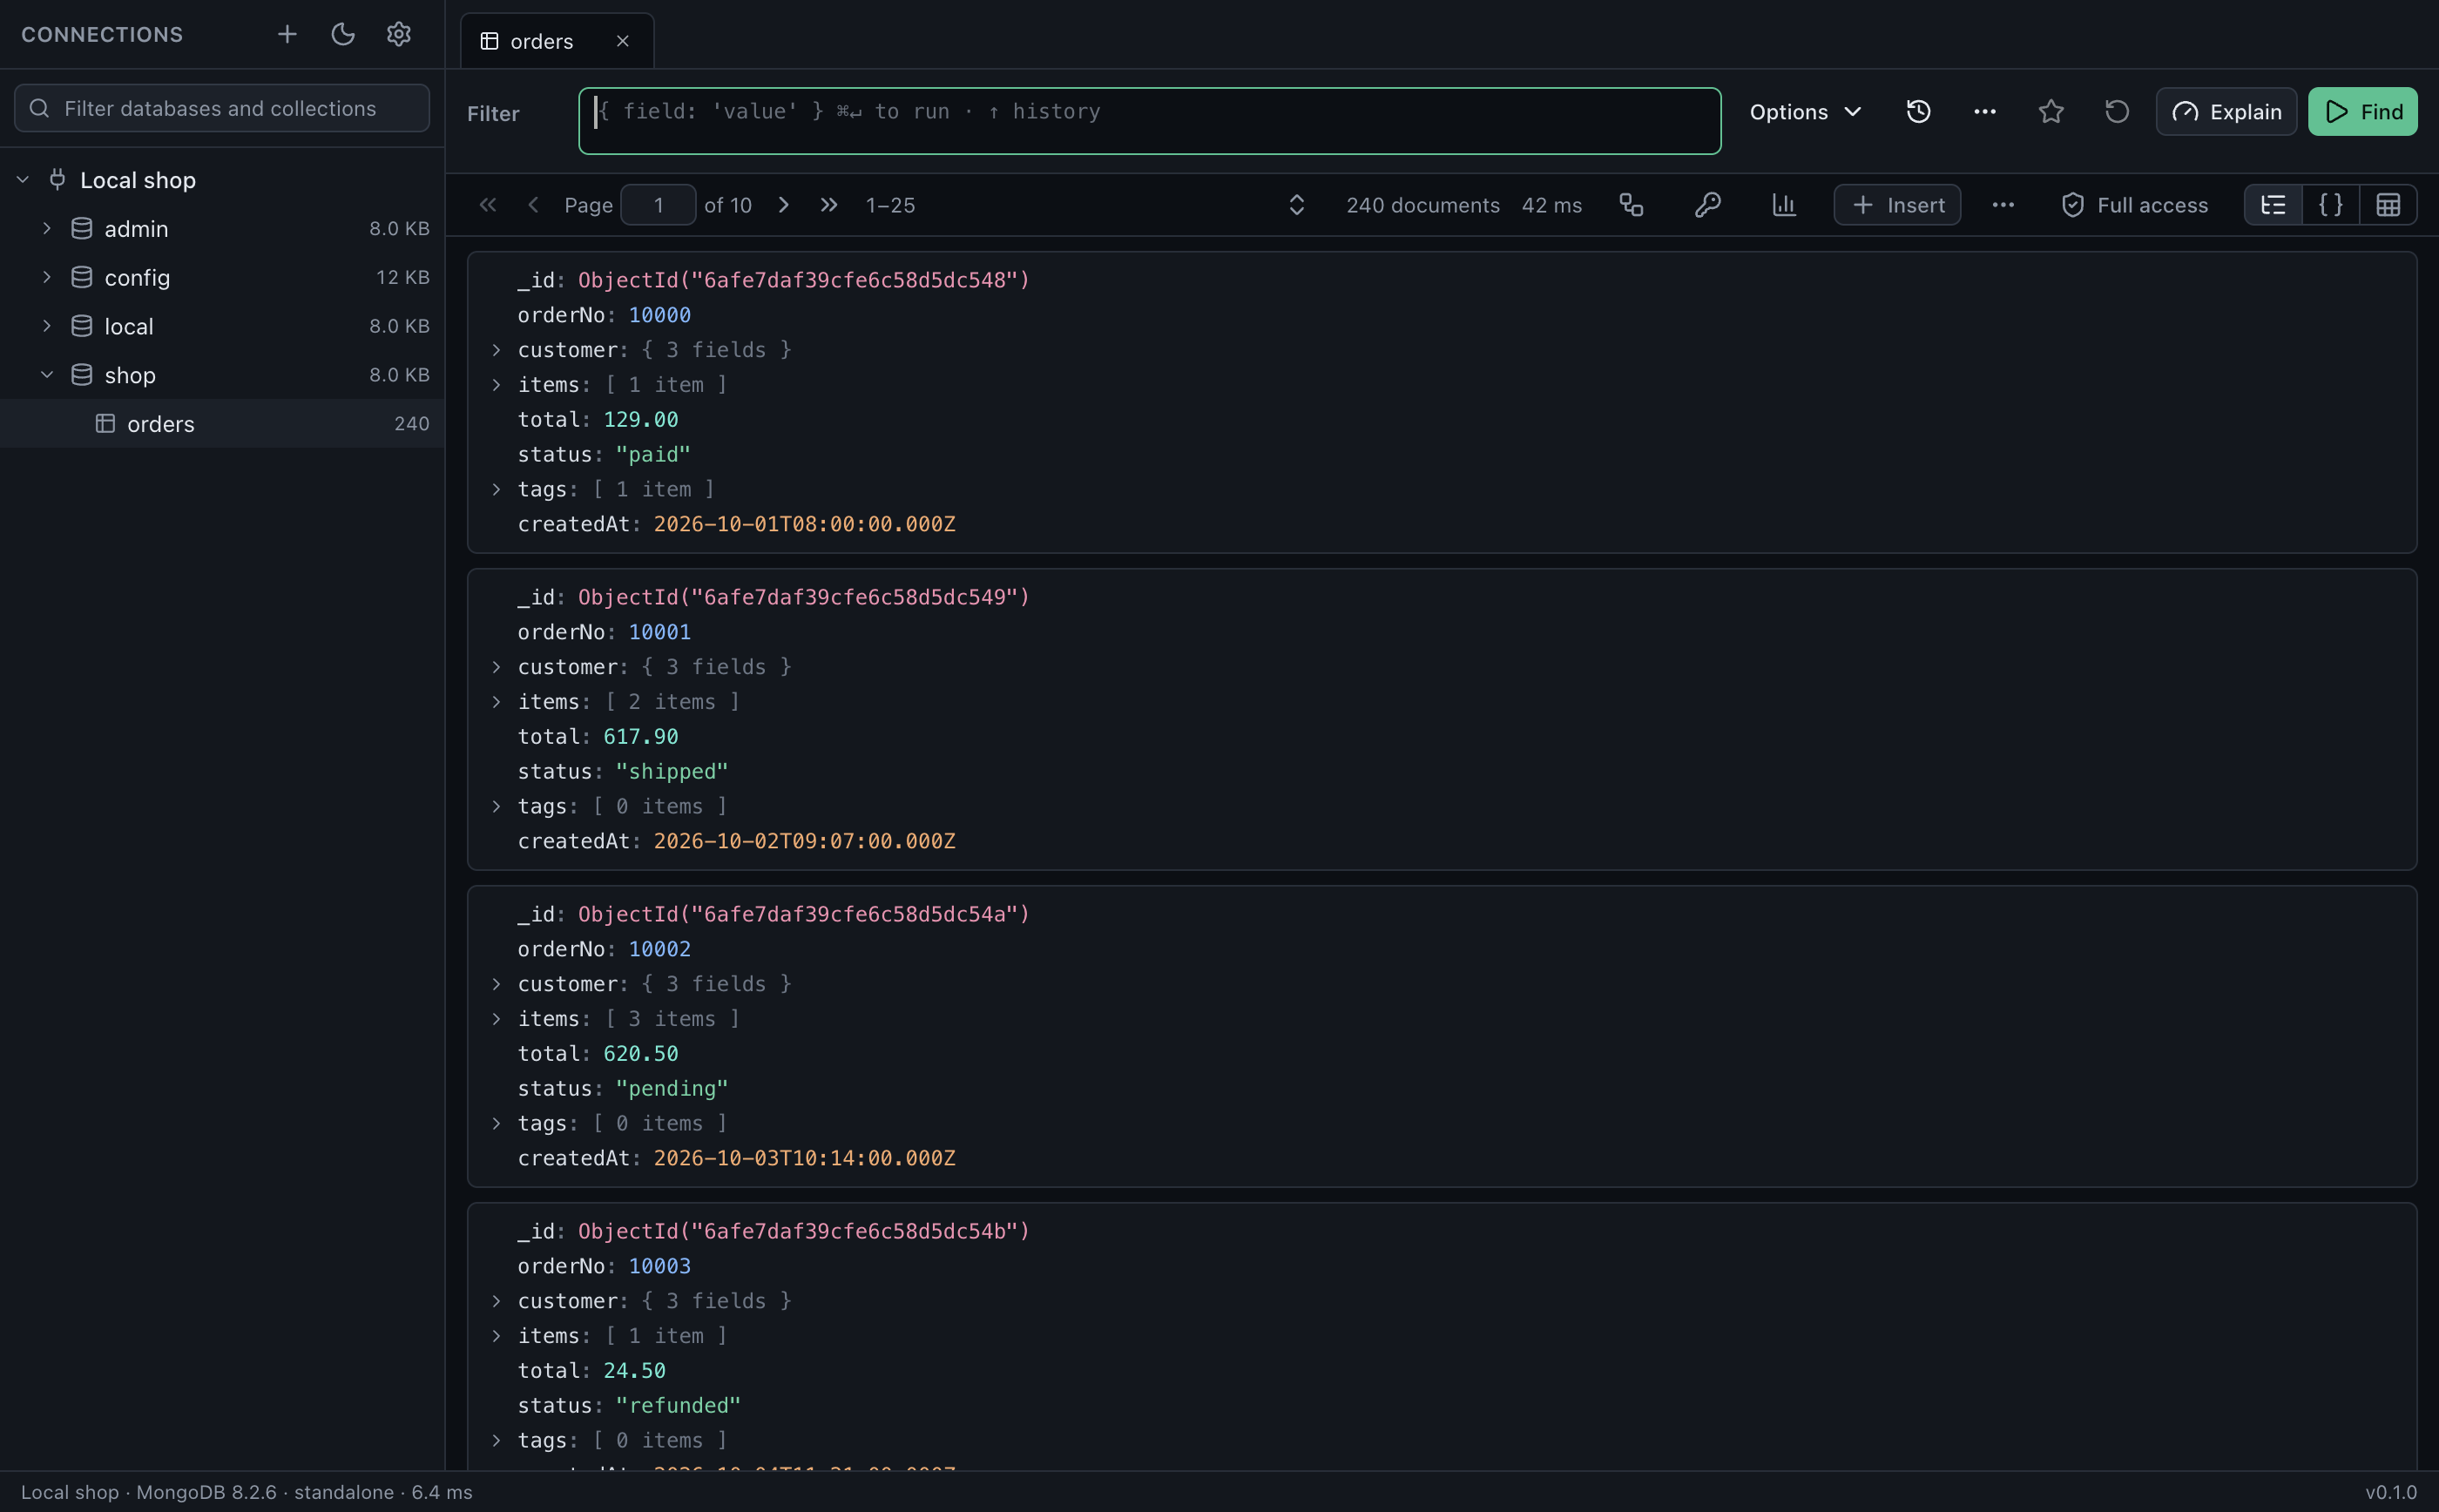 CONNECTIONS
Filter databases and collections
Local shop
admin 8.0 KB
config 12 KB
local 8.0 KB
shop 8.0 KB
orders 240
orders
Filter { field: 'value' } ⌘↵ to run · ↑ history Options Explain Find
Page 1 of 10 1–25 240 documents 42 ms Insert Full access
_id: ObjectId("6afe7daf39cfe6c58d5dc548")
orderNo: 10000
customer: { 3 fields }
items: [ 1 item ]
total: 129.00
status: "paid"
tags: [ 1 item ]
createdAt: 2026-10-01T08:00:00.000Z
_id: ObjectId("6afe7daf39cfe6c58d5dc549")
orderNo: 10001
customer: { 3 fields }
items: [ 2 items ]
total: 617.90
status: "shipped"
tags: [ 0 items ]
createdAt: 2026-10-02T09:07:00.000Z
_id: ObjectId("6afe7daf39cfe6c58d5dc54a")
orderNo: 10002
customer: { 3 fields }
items: [ 3 items ]
total: 620.50
status: "pending"
tags: [ 0 items ]
createdAt: 2026-10-03T10:14:00.000Z
_id: ObjectId("6afe7daf39cfe6c58d5dc54b")
orderNo: 10003
customer: { 3 fields }
items: [ 1 item ]
total: 24.50
status: "refunded"
tags: [ 0 items ]
Local shop · MongoDB 8.2.6 · standalone · 6.4 ms v0.1.0